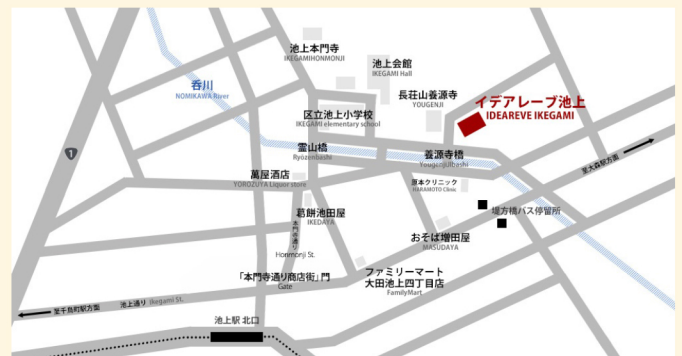 池上本門寺
IKEGAMIHONMONJI
池上会館
IKEGAMI Hall
呑川
NOMIKAWA River
長荘山養源寺
YOUGENJI
イデアレーブ池上
IDEAREVE IKEGAMI
区立池上小学校
IKEGAMI elementary school
1
霊山橋
Ryozenbashi
養源寺橋
Yougenjibashi
至大森駅方面
萬屋酒店
YOROZUYA Liquor store
原本クリニック
HARAMOTO Clinic
堤方橋バス停留所
葛餅池田屋
IKEDAYA
本門寺通り
Honmonji St.
おそば増田屋
MASUDAYA
「本門寺通り商店街」門
Gate
ファミリーマート
大田池上四丁目店
FamilyMart
至千鳥町駅方面
池上通り Ikegami St.
池上駅 北口